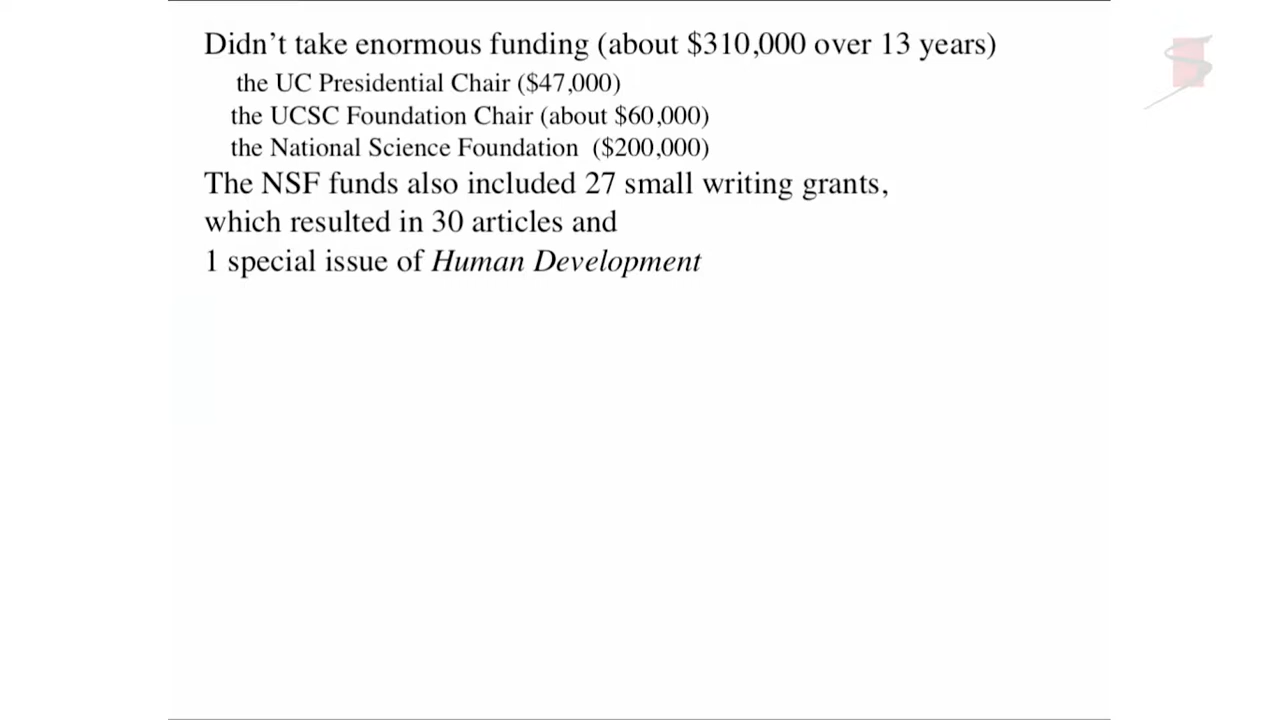 Didn’t take enormous funding (about $310,000 over 13 years)
the UC Presidential Chair ($47,000)
the UCSC Foundation Chair (about $60,000)
the National Science Foundation ($200,000)
The NSF funds also included 27 small writing grants,
which resulted in 30 articles and
1 special issue of Human Development